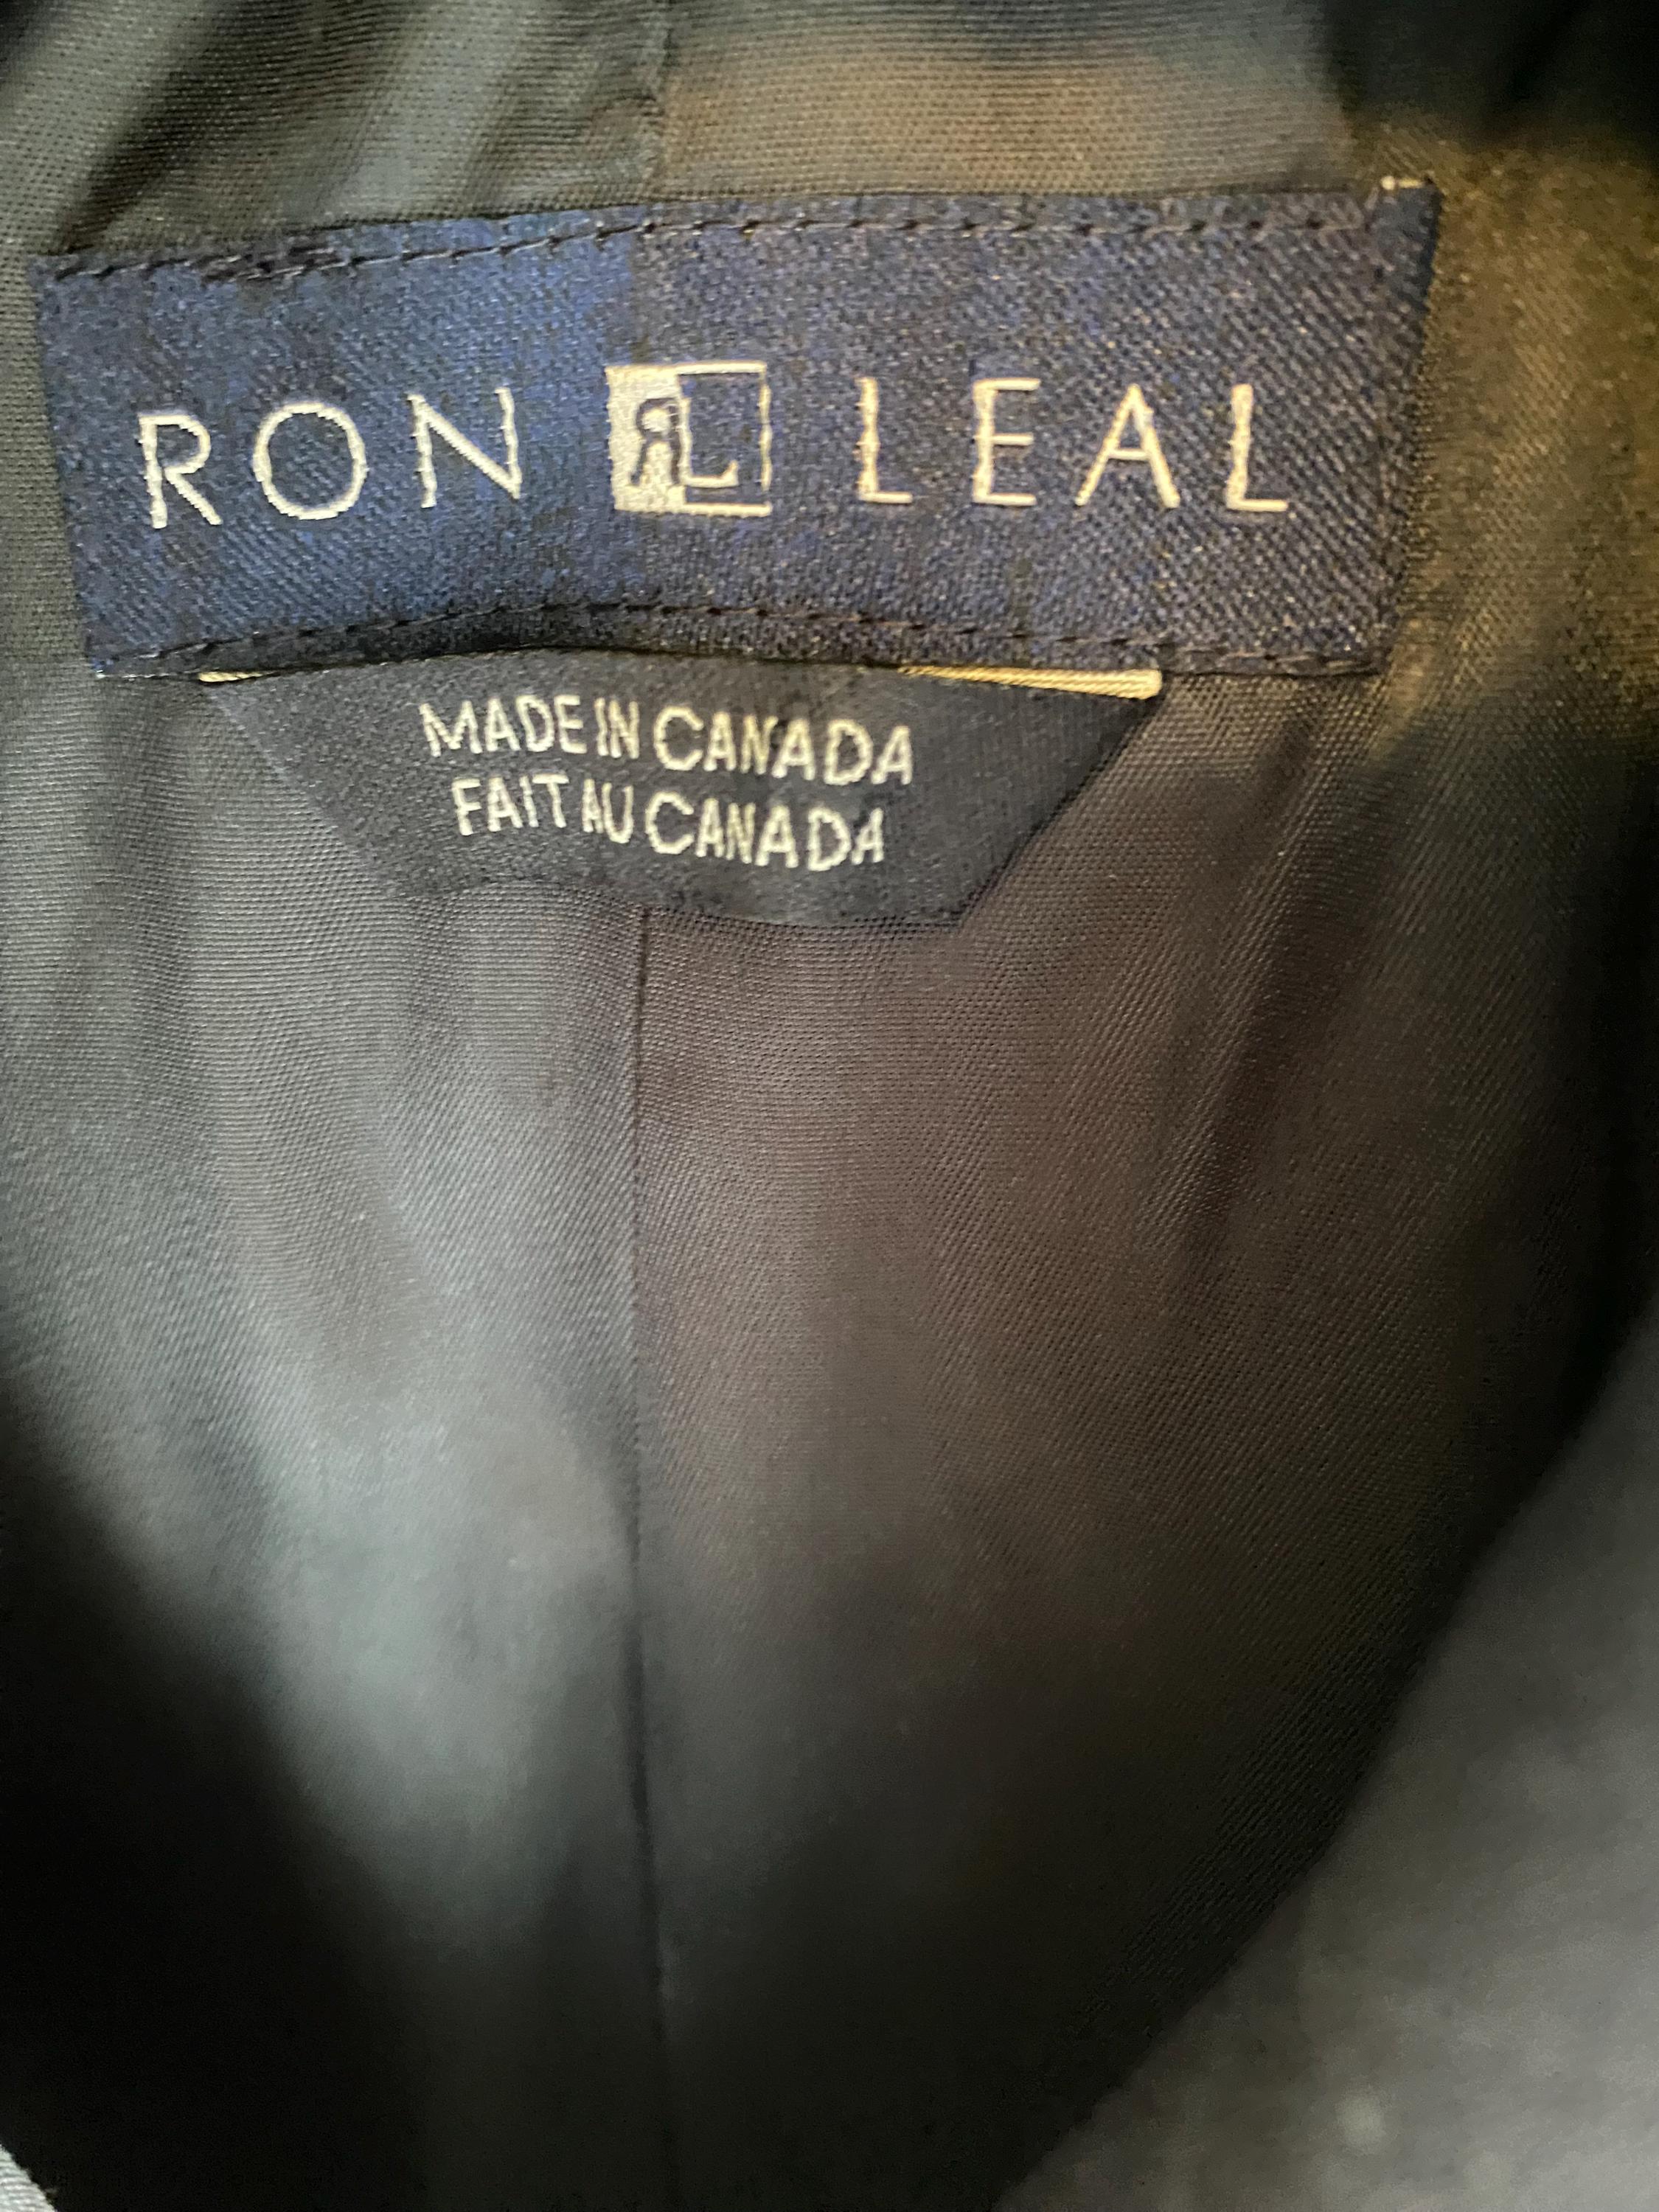 RON RL LEAL
MADE IN CANADA
FAIT AU CANADA